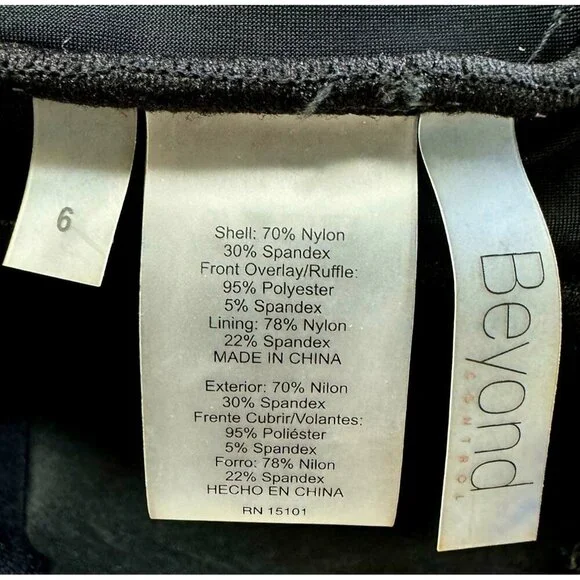 6
Shell: 70% Nylon
30% Spandex
Front Overlay/Ruffle:
95% Polyester
5% Spandex
Lining: 78% Nylon
22% Spandex
MADE IN CHINA
Exterior: 70% Nilon
30% Spandex
Frente Cubrir/Volantes:
95% Poliéster
5% Spandex
Forro: 78% Nilon
22% Spandex
HECHO EN CHINA
RN 15101
Beyond
CONTROL